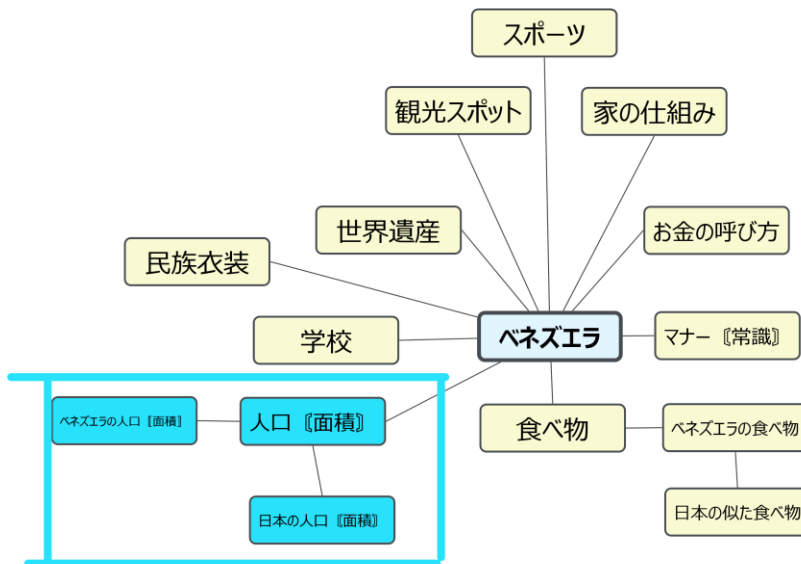 スポーツ
観光スポット
家の仕組み
世界遺産
お金の呼び方
民族衣装
学校
ベネズエラ
マナー〖常識〗
ベネズエラの人口〖面積〗
人口〖面積〗
食べ物
ベネズエラの食べ物
日本の人口〖面積〗
日本の似た食べ物